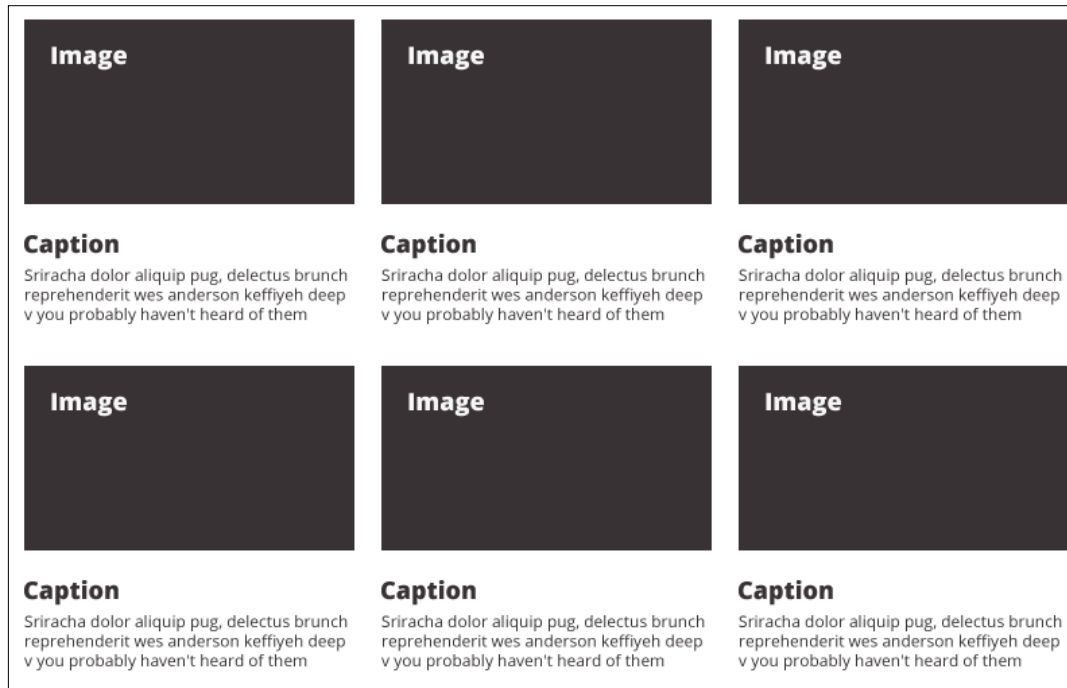 Image
Image
Image
Caption
Sriracha dolor aliquip pug, delectus brunch
reprehenderit wes anderson keffiyeh deep
v you probably haven't heard of them
Caption
Sriracha dolor aliquip pug, delectus brunch
reprehenderit wes anderson keffiyeh deep
v you probably haven't heard of them
Caption
Sriracha dolor aliquip pug, delectus brunch
reprehenderit wes anderson keffiyeh deep
v you probably haven't heard of them
Image
Image
Image
Caption
Sriracha dolor aliquip pug, delectus brunch
reprehenderit wes anderson keffiyeh deep
v you probably haven't heard of them
Caption
Sriracha dolor aliquip pug, delectus brunch
reprehenderit wes anderson keffiyeh deep
v you probably haven't heard of them
Caption
Sriracha dolor aliquip pug, delectus brunch
reprehenderit wes anderson keffiyeh deep
v you probably haven't heard of them